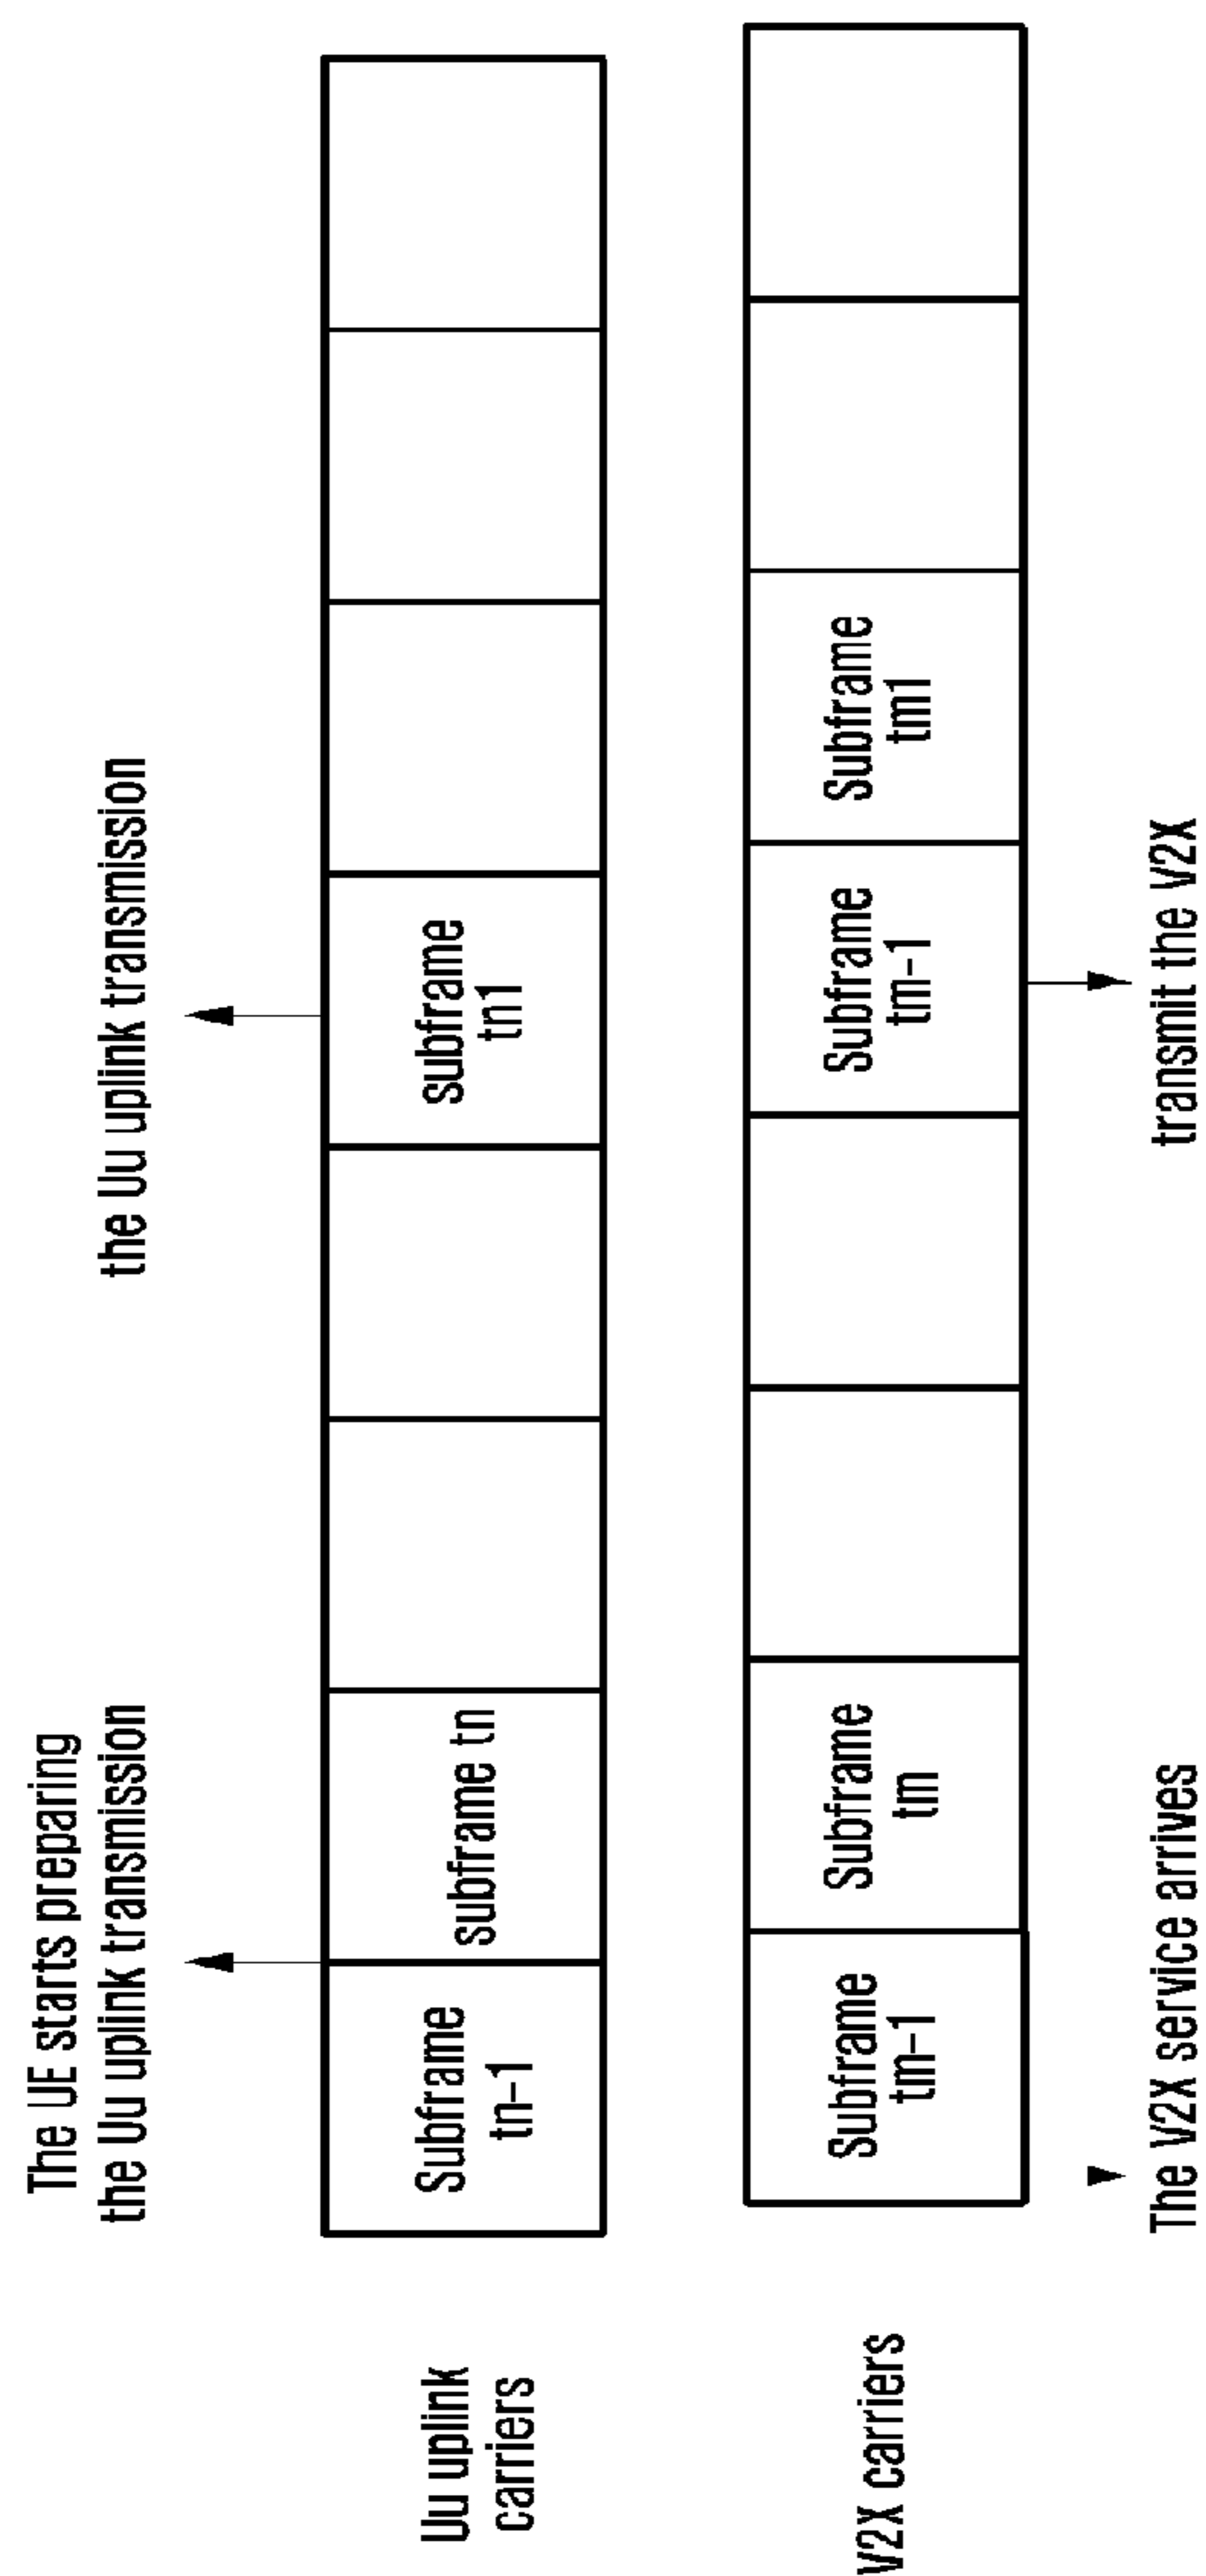 The UE starts preparing
the Uu uplink transmission
the Uu uplink transmission
Uu uplink
carriers
Subframe
tn-1
subframe tn
subframe
tn1
V2X carriers
Subframe
tm-1
Subframe
tm
Subframe
tm-1
Subframe
tm1
The V2X service arrives
transmit the V2X